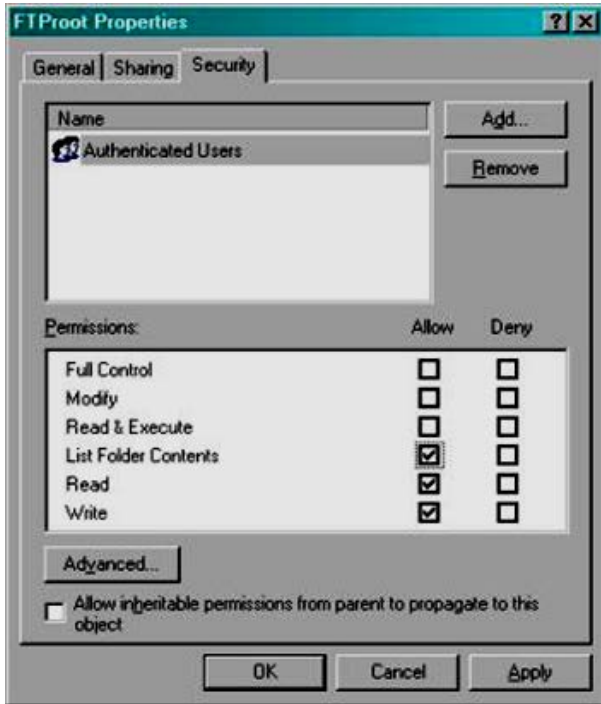 FTProot Properties
General Sharing Security
Name
Add...
Authenticated Users
Remove
Permissions: Allow Deny
Full Control
Modify
Read & Execute
List Folder Contents
Read
Write
Advanced...
Allow inheritable permissions from parent to propagate to this
object
OK Cancel Apply